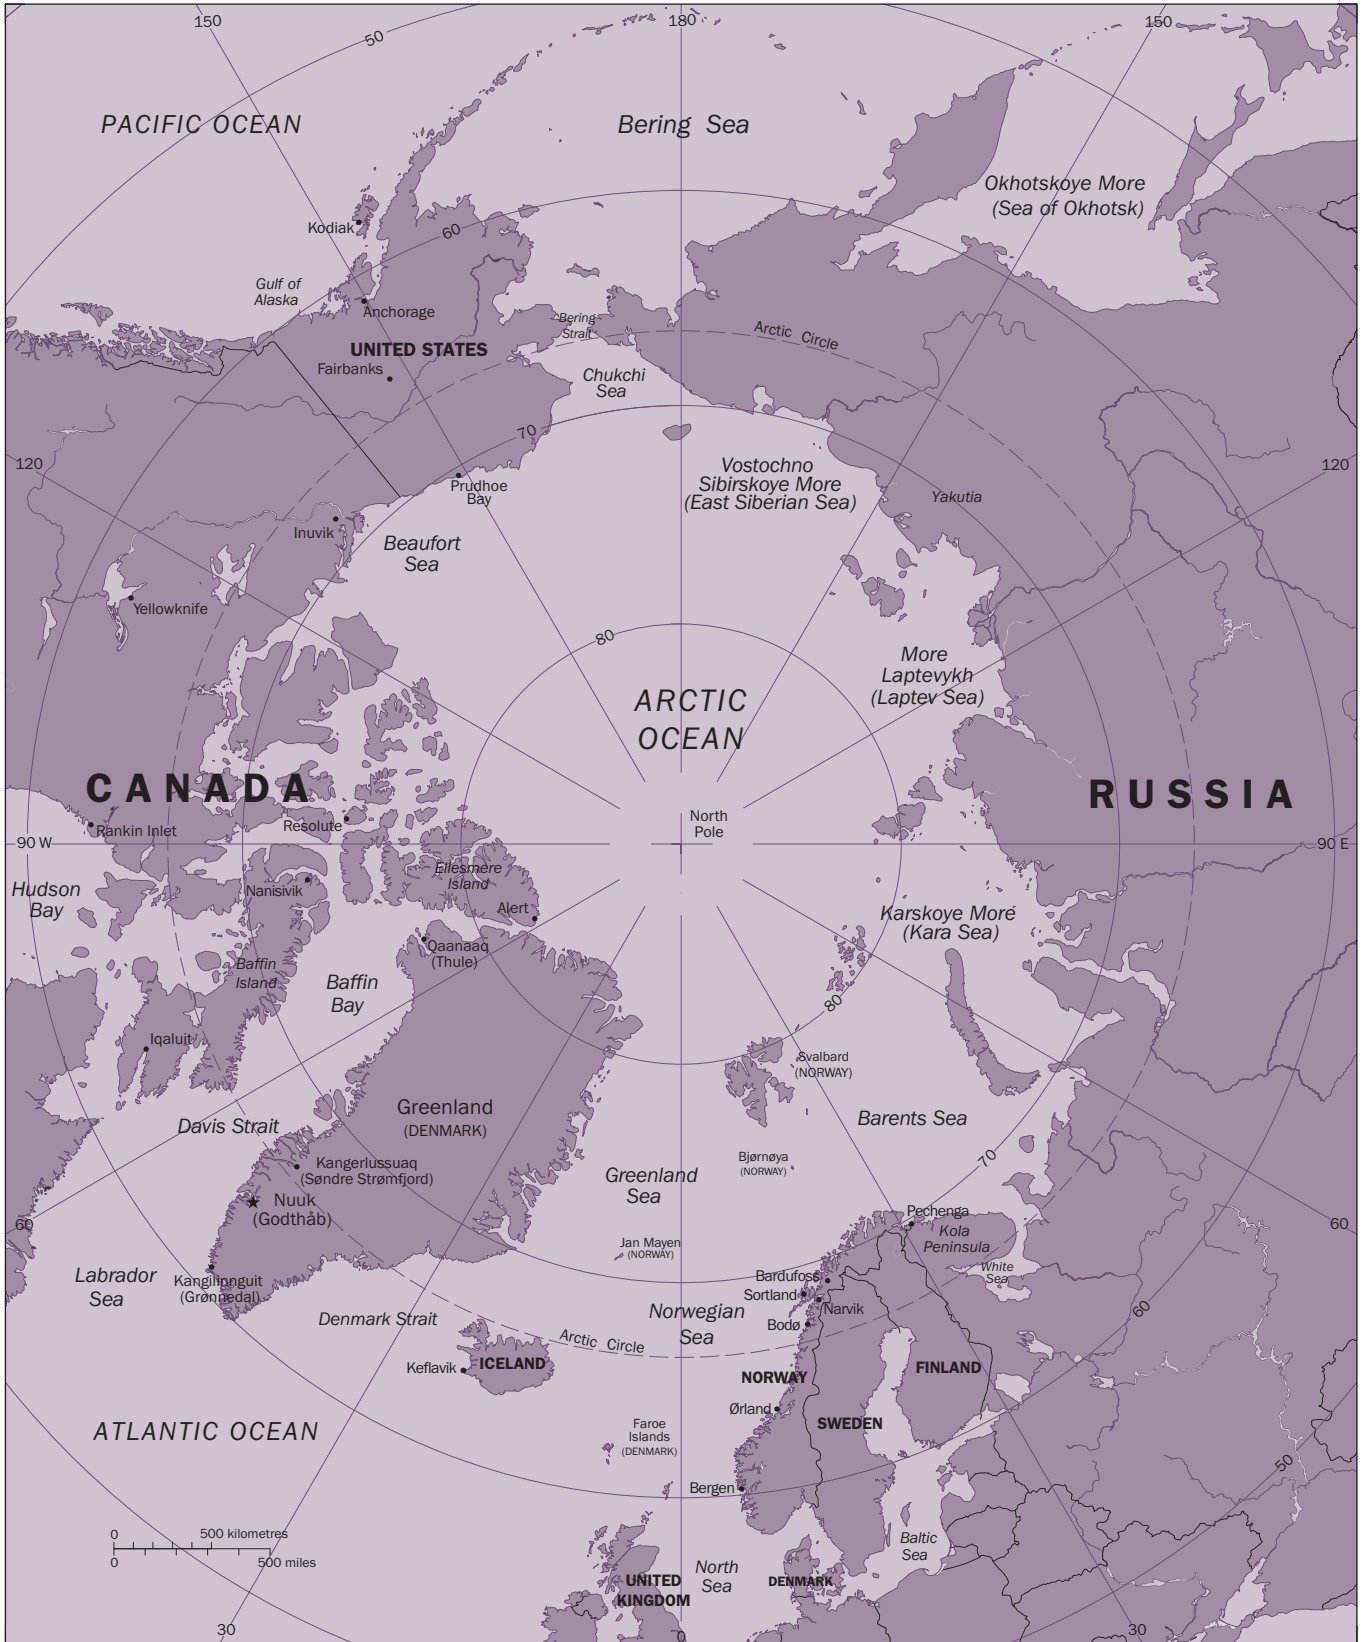 150
180
150
50
PACIFIC OCEAN
Bering Sea
Okhotskoye More
(Sea of Okhotsk)
Kodiak
60
Gulf of
Alaska
Anchorage
Bering
Strait
Arctic Circle
UNITED STATES
Fairbanks
Chukchi
Sea
70
120
120
Vostochno
Sibirskoye More
(East Siberian Sea)
Prudhoe
Bay
Yakutia
Inuvik
Beaufort
Sea
Yellowknife
80
More
Laptevykh
(Laptev Sea)
ARCTIC
OCEAN
CANADA
RUSSIA
North
Pole
Rankin Inlet
Resolute
90 W
90 E
Ellesmere
Island
Hudson
Bay
Nanisivik
Alert
Karskoye More
(Kara Sea)
Qaanaaq
(Thule)
Baffin
Island
Baffin
Bay
80
Iqaluit
Svalbard
(NORWAY)
Greenland
(DENMARK)
Barents Sea
Davis Strait
Bjørnøya
(NORWAY)
70
Kangerlussuaq
(Søndre Strømfjord)
Greenland
Sea
Nuuk
(Godthåb)
Pechenga
60
60
Kola
Peninsula
Jan Mayen
(NORWAY)
White
Sea
Labrador
Sea
Kangilinnguit
(Grønnedal)
Bardufoss
Sortland
Narvik
60
Denmark Strait
Norwegian
Sea
Bodø
Arctic Circle
Keflavik
ICELAND
FINLAND
NORWAY
Ørland
ATLANTIC OCEAN
SWEDEN
Faroe
Islands
(DENMARK)
50
Bergen
0
500 kilometres
0
500 miles
Baltic
Sea
North
Sea
UNITED
KINGDOM
DENMARK
30
0
30